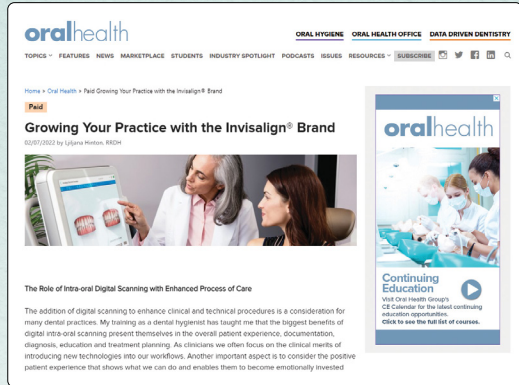 oralhealth
ORAL HYGIENE ORAL HEALTH OFFICE DATA DRIVEN DENTISTRY
TOPICS FEATURES NEWS MARKETPLACE STUDENTS INDUSTRY SPOTLIGHT PODCASTS ISSUES RESOURCES SUBSCRIBE
Home » Oral Health » Paid Growing Your Practice with the Invisalign® Brand
Paid
Growing Your Practice with the Invisalign® Brand
02/07/2022 by Lyljana Hinton, RRDH
The Role of Intra-oral Digital Scanning with Enhanced Process of Care
The addition of digital scanning to enhance clinical and technical procedures is a consideration for
many dental practices. My training as a dental hygienist has taught me that the biggest benefits of
digital intra-oral scanning present themselves in the overall patient experience, documentation,
diagnosis, education and treatment planning. As clinicians we often focus on the clinical merits of
introducing new technologies into our workflows. Another important aspect is to consider the positive
patient experience that shows what we can do and enables them to become emotionally invested
oralhealth
Continuing
Education
Visit Oral Health Group's
CE Calendar for the latest continuing
education opportunities.
Click to see the full list of courses.